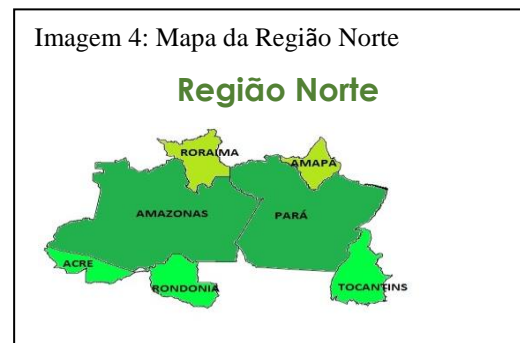 Imagem 4: Mapa da Região Norte
Região Norte
RORAIMA
AMAPÁ
AMAZONAS
PARÁ
ACRE
RONDONIA
TOCANTINS